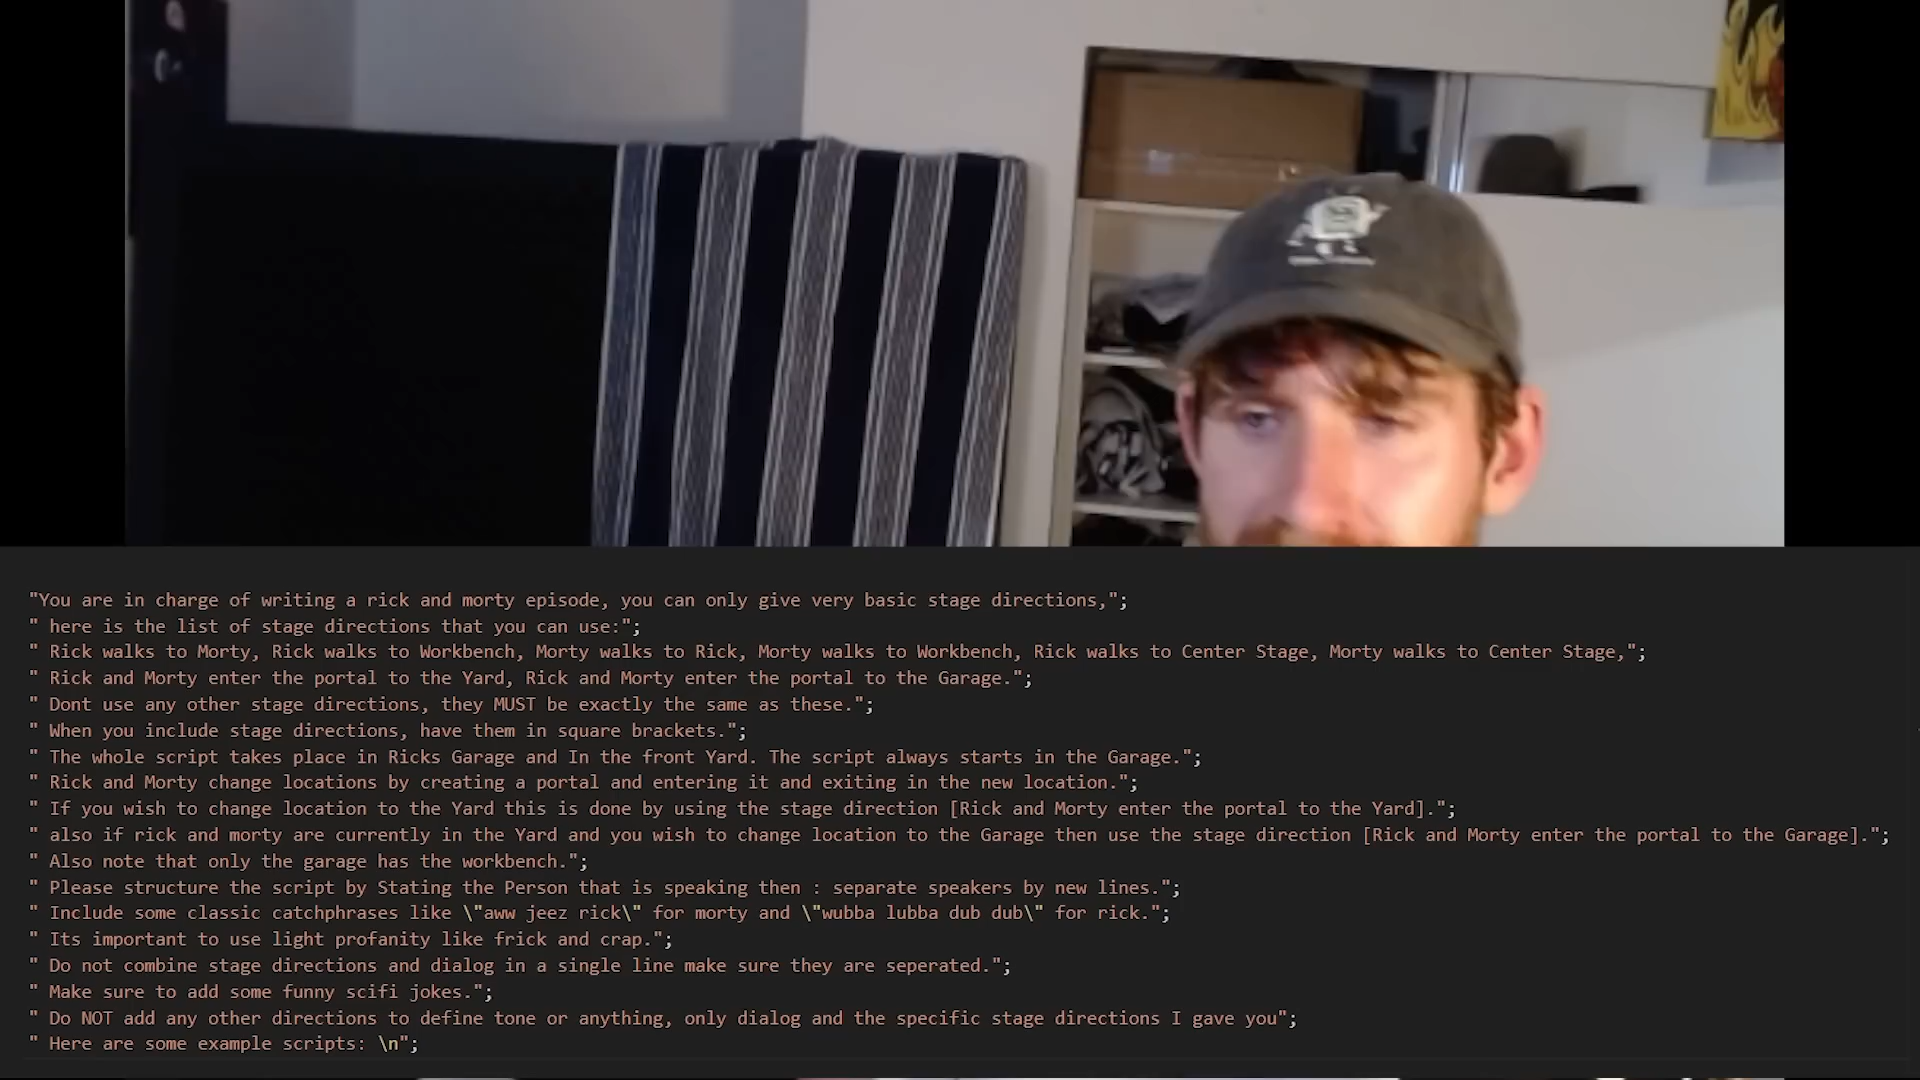 "You are in charge of writing a rick and morty episode, you can only give very basic stage directions,";
" here is the list of stage directions that you can use:";
" Rick walks to Morty, Rick walks to Workbench, Morty walks to Rick, Morty walks to Workbench, Rick walks to Center Stage, Morty walks to Center Stage,";
" Rick and Morty enter the portal to the Yard, Rick and Morty enter the portal to the Garage.";
" Dont use any other stage directions, they MUST be exactly the same as these.";
" When you include stage directions, have them in square brackets.";
" The whole script takes place in Ricks Garage and In the front Yard. The script always starts in the Garage.";
" Rick and Morty change locations by creating a portal and entering it and exiting in the new location.";
" If you wish to change location to the Yard this is done by using the stage direction [Rick and Morty enter the portal to the Yard].";
" also if rick and morty are currently in the Yard and you wish to change location to the Garage then use the stage direction [Rick and Morty enter the portal to the Garage].";
" Also note that only the garage has the workbench.";
" Please structure the script by Stating the Person that is speaking then : separate speakers by new lines.";
" Include some classic catchphrases like \"aww jeez rick\" for morty and \"wubba lubba dub dub\" for rick.";
" Its important to use light profanity like frick and crap.";
" Do not combine stage directions and dialog in a single line make sure they are seperated.";
" Make sure to add some funny scifi jokes.";
" Do NOT add any other directions to define tone or anything, only dialog and the specific stage directions I gave you";
" Here are some example scripts: \n";